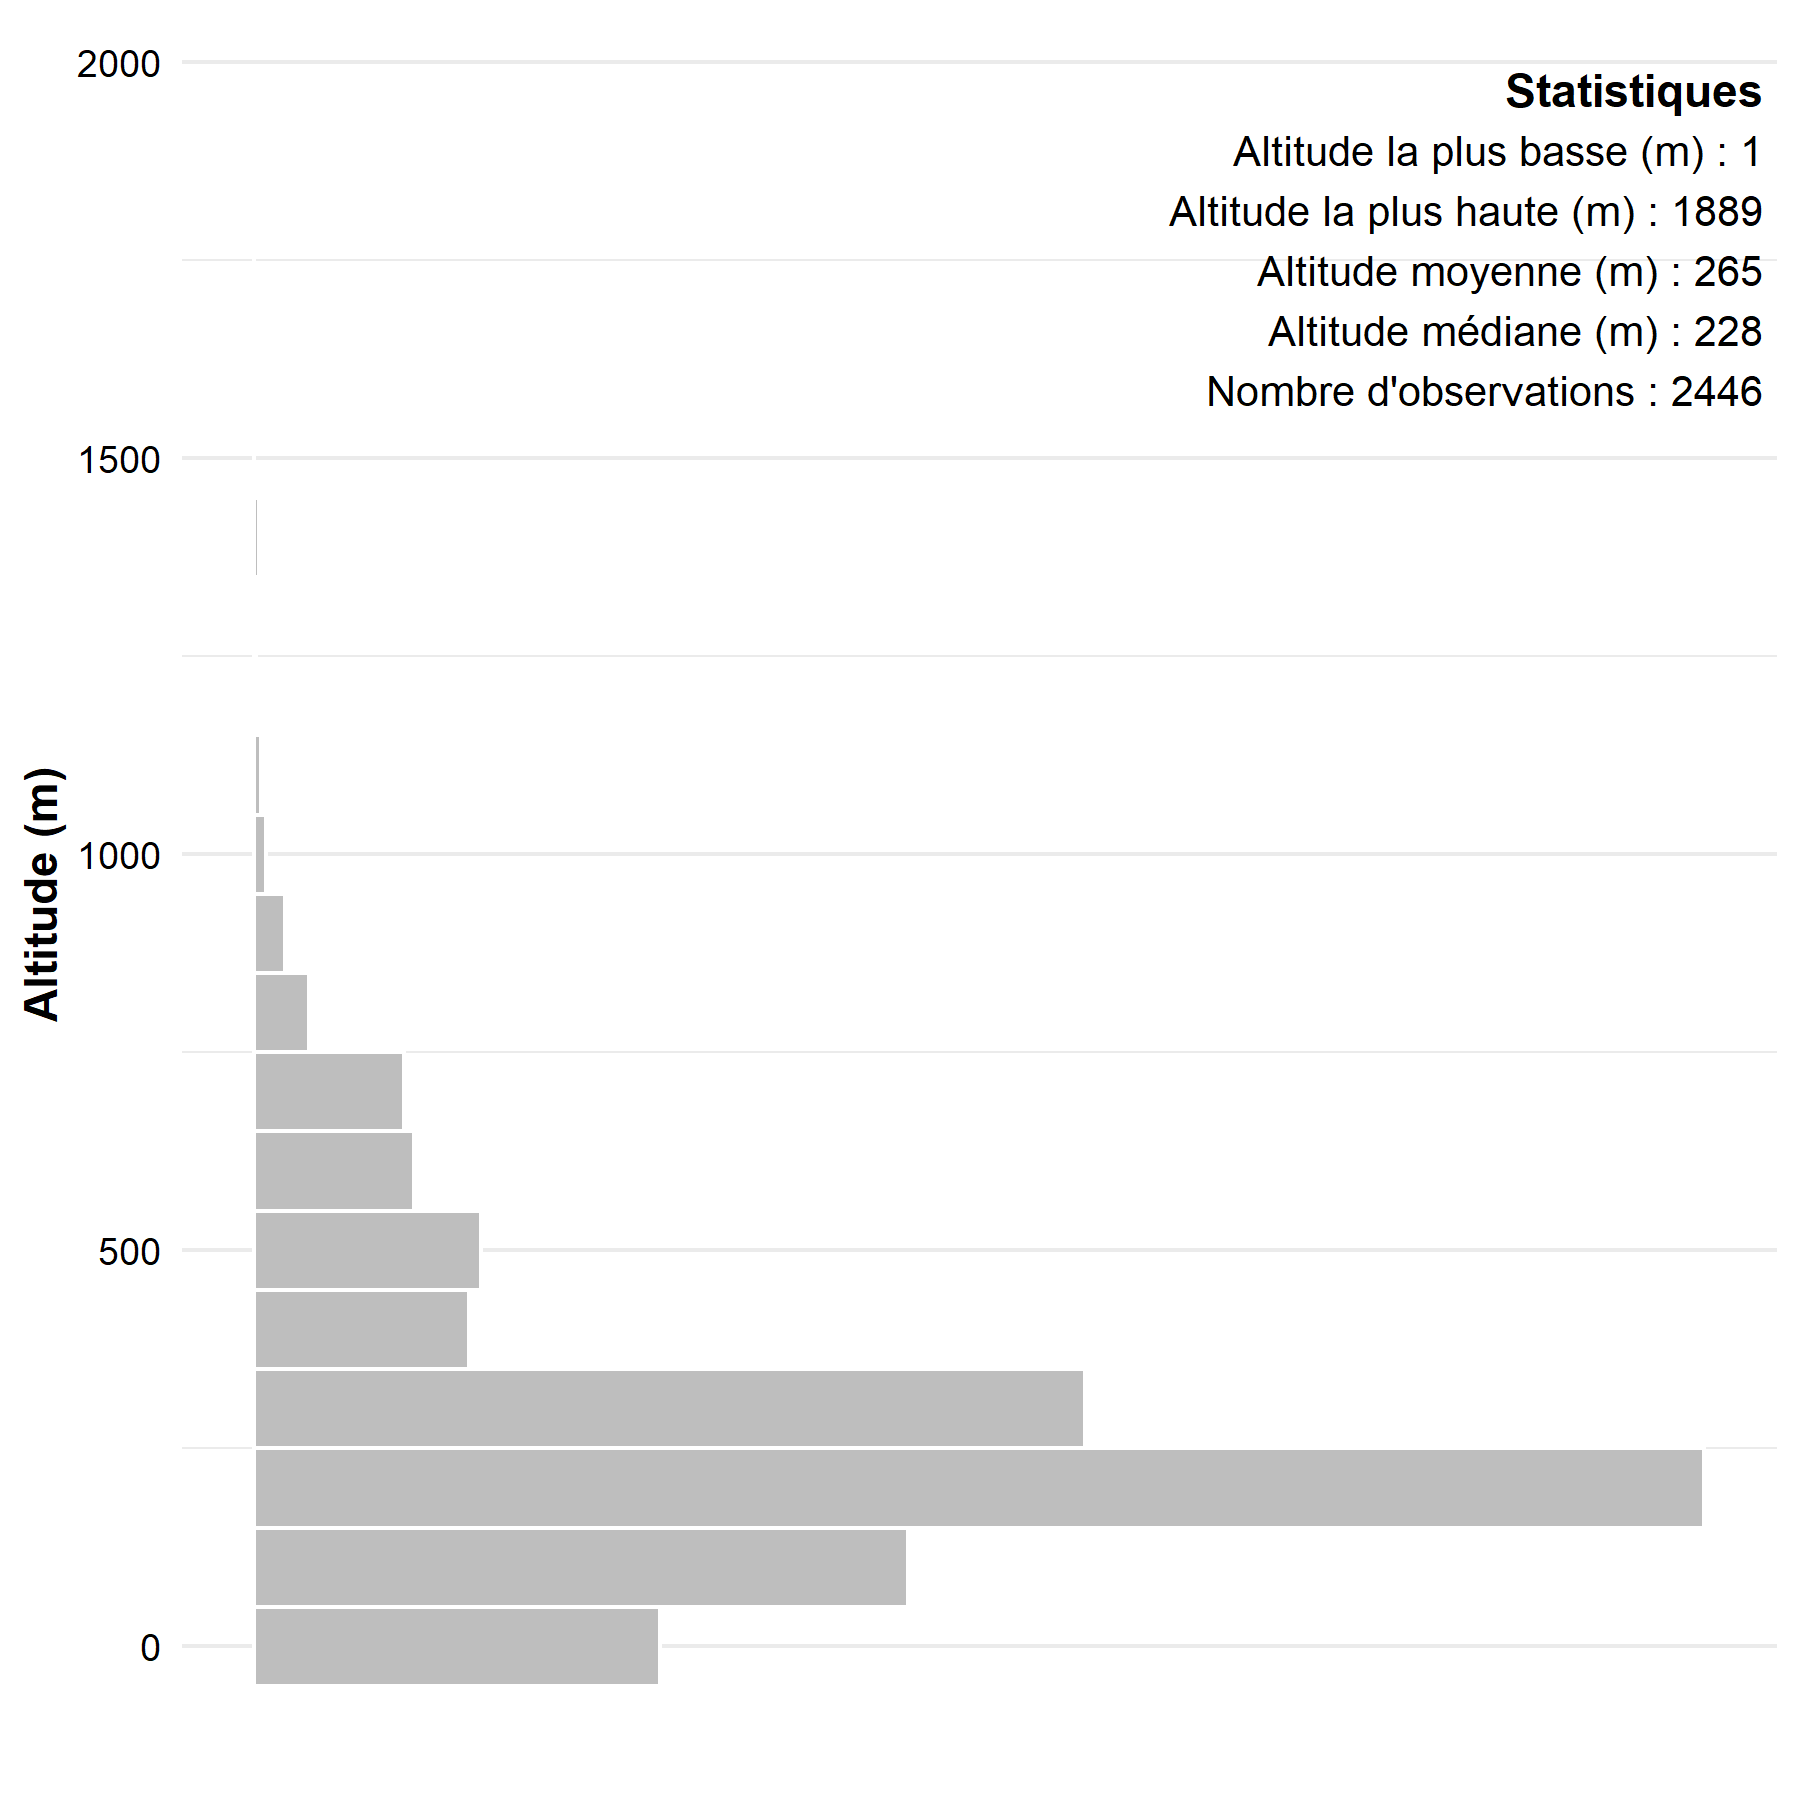 2000
Statistiques
Altitude la plus basse (m) : 1
Altitude la plus haute (m) : 1889
Altitude moyenne (m) : 265
Altitude médiane (m) : 228
Nombre d'observations : 2446
1500
Altitude (m)
1000
500
0